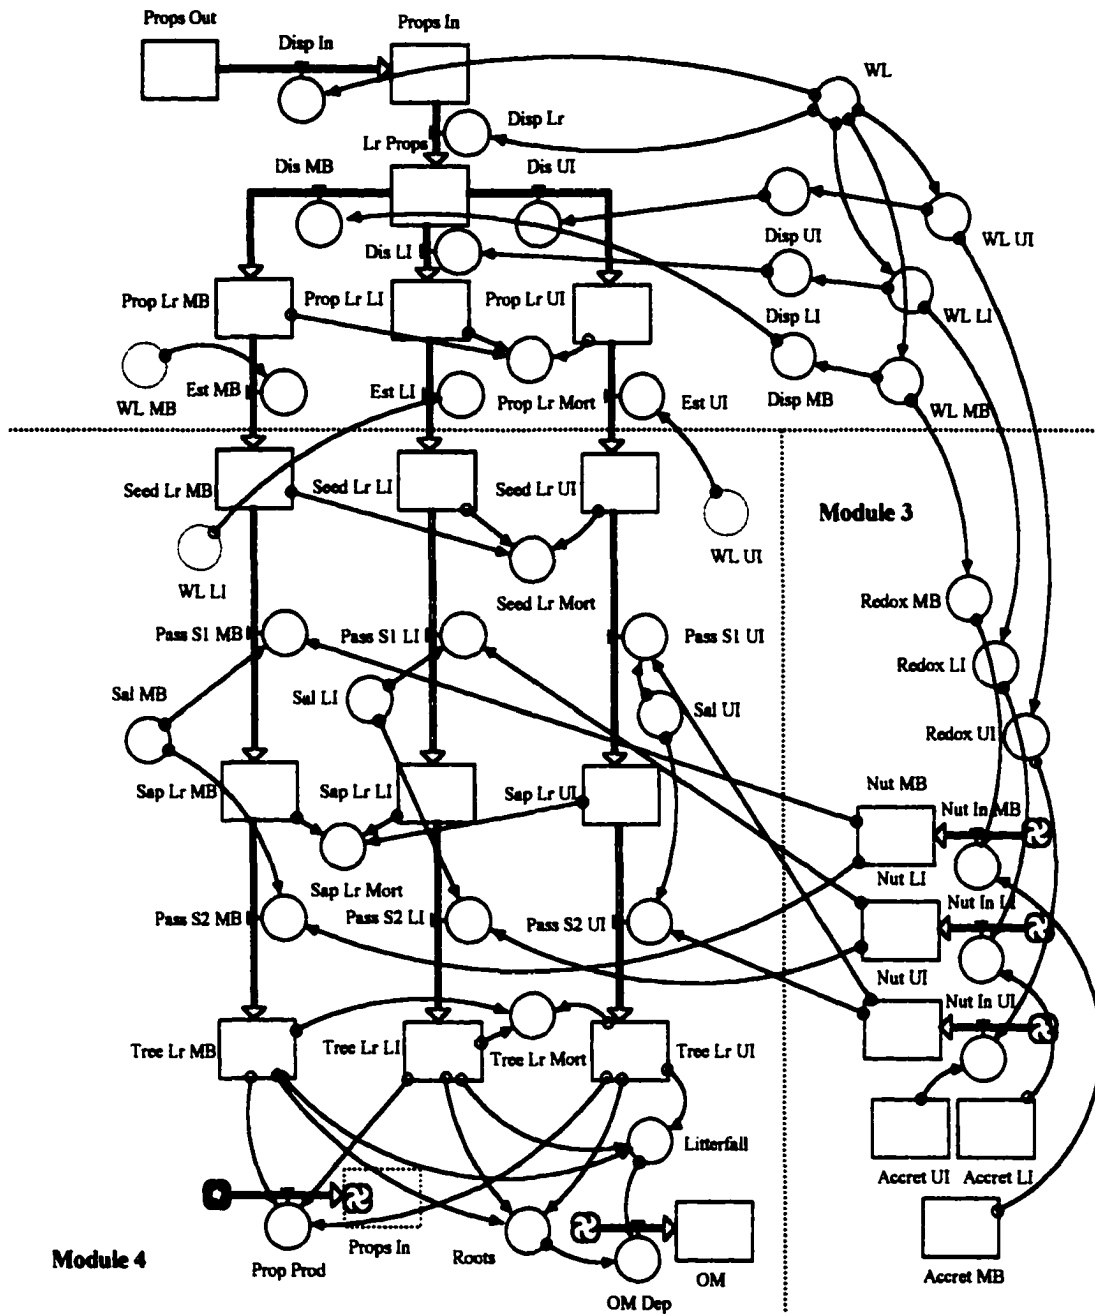 Props Out
Props In
Disp In
WL
Disp Lr
Lr Props
Dis MB
Dis UI
Disp UI
WL UI
Dis LI
Disp LI
WL LI
Prop Lr MB
Prop Lr LI
Prop Lr UI
Disp MB
WL MB
WL MB
Est MB
Est LI
Prop Lr Mort
Est UI
Seed Lr MB
Seed Lr LI
Seed Lr UI
Module 3
WL LI
WL UI
Seed Lr Mort
Redox MB
Pass S1 MB
Pass S1 LI
Pass S1 UI
Redox LI
Sal MB
Sal LI
Sal UI
Redox UI
Sap Lr MB
Sap Lr LI
Sap Lr UI
Nut MB
Nut In MB
Sap Lr Mort
Nut LI
Nut In LI
Pass S2 MB
Pass S2 LI
Pass S2 UI
Nut UI
Nut In UI
Tree Lr MB
Tree Lr LI
Tree Lr Mort
Tree Lr UI
Litterfall
Accret UI
Accret LI
Module 4
Prop Prod
Props In
Roots
OM Dep
OM
Accret MB